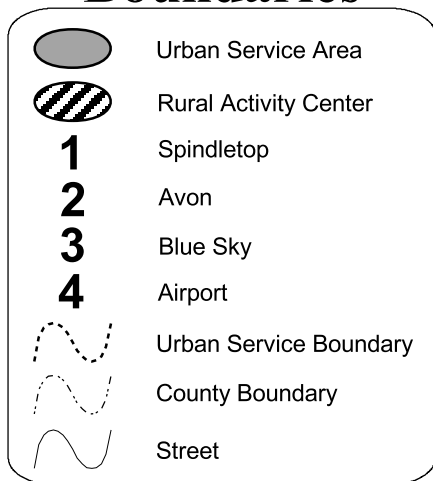 Boundaries
Urban Service Area
Rural Activity Center
1 Spindletop
2 Avon
3 Blue Sky
4 Airport
Urban Service Boundary
County Boundary
Street